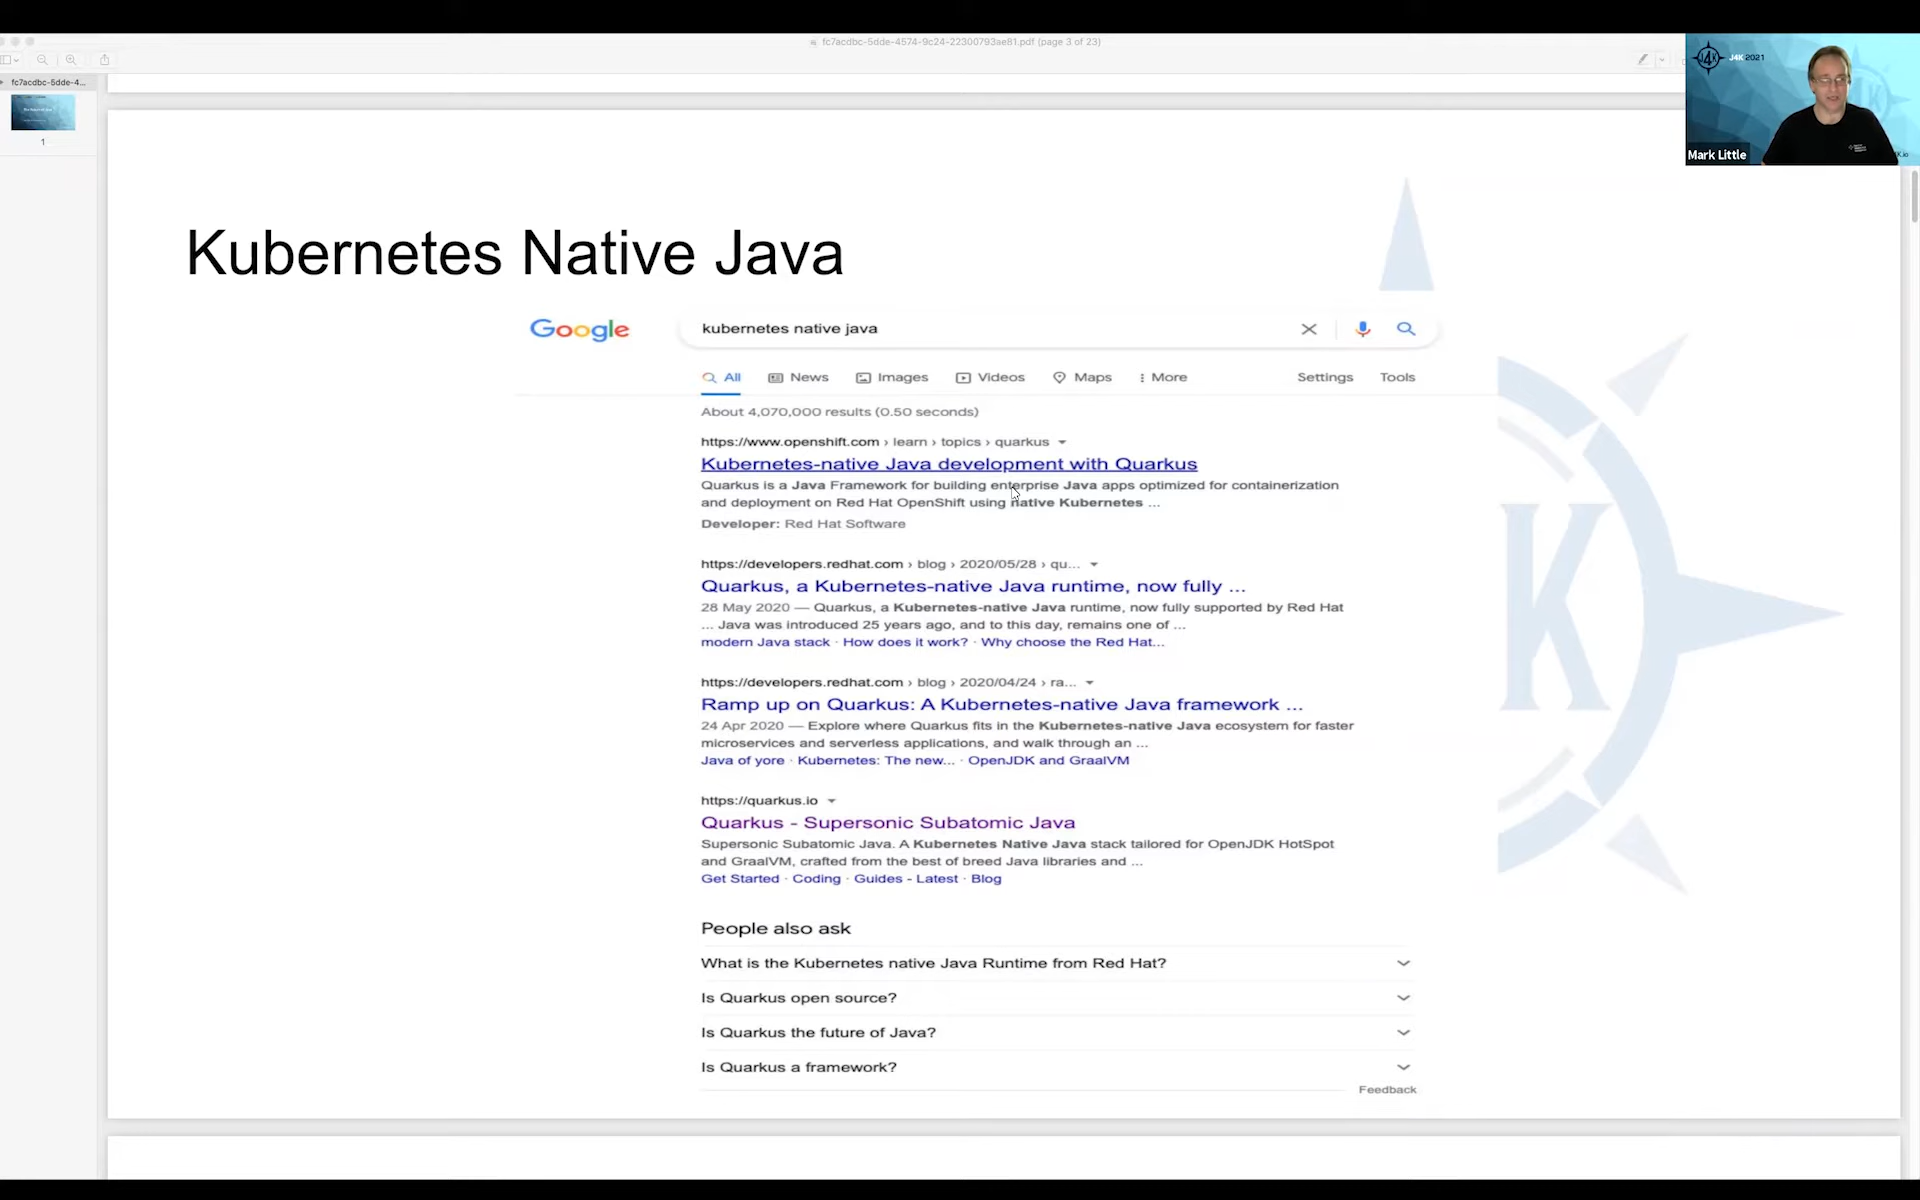 fc7acdbc-5dde-4574-9c24-22300793ae81.pdf (page 3 of 23)
fc7acdbc-5dde-4...
1
J4K 2021
Mark Little
Kubernetes Native Java
Google
kubernetes native java
All News Images Videos Maps More Settings Tools
About 4,070,000 results (0.50 seconds)
https://www.openshift.com › learn › topics › quarkus
Kubernetes-native Java development with Quarkus
Quarkus is a Java Framework for building enterprise Java apps optimized for containerization
and deployment on Red Hat OpenShift using native Kubernetes ...
Developer: Red Hat Software
https://developers.redhat.com › blog › 2020/05/28 › qu...
Quarkus, a Kubernetes-native Java runtime, now fully ...
28 May 2020 — Quarkus, a Kubernetes-native Java runtime, now fully supported by Red Hat
... Java was introduced 25 years ago, and to this day, remains one of ...
modern Java stack · How does it work? · Why choose the Red Hat...
https://developers.redhat.com › blog › 2020/04/24 › ra...
Ramp up on Quarkus: A Kubernetes-native Java framework ...
24 Apr 2020 — Explore where Quarkus fits in the Kubernetes-native Java ecosystem for faster
microservices and serverless applications, and walk through an ...
Java of yore · Kubernetes: The new... · OpenJDK and GraalVM
https://quarkus.io
Quarkus - Supersonic Subatomic Java
Supersonic Subatomic Java. A Kubernetes Native Java stack tailored for OpenJDK HotSpot
and GraalVM, crafted from the best of breed Java libraries and ...
Get Started · Coding · Guides - Latest · Blog
People also ask
What is the Kubernetes native Java Runtime from Red Hat?
Is Quarkus open source?
Is Quarkus the future of Java?
Is Quarkus a framework?
Feedback
K